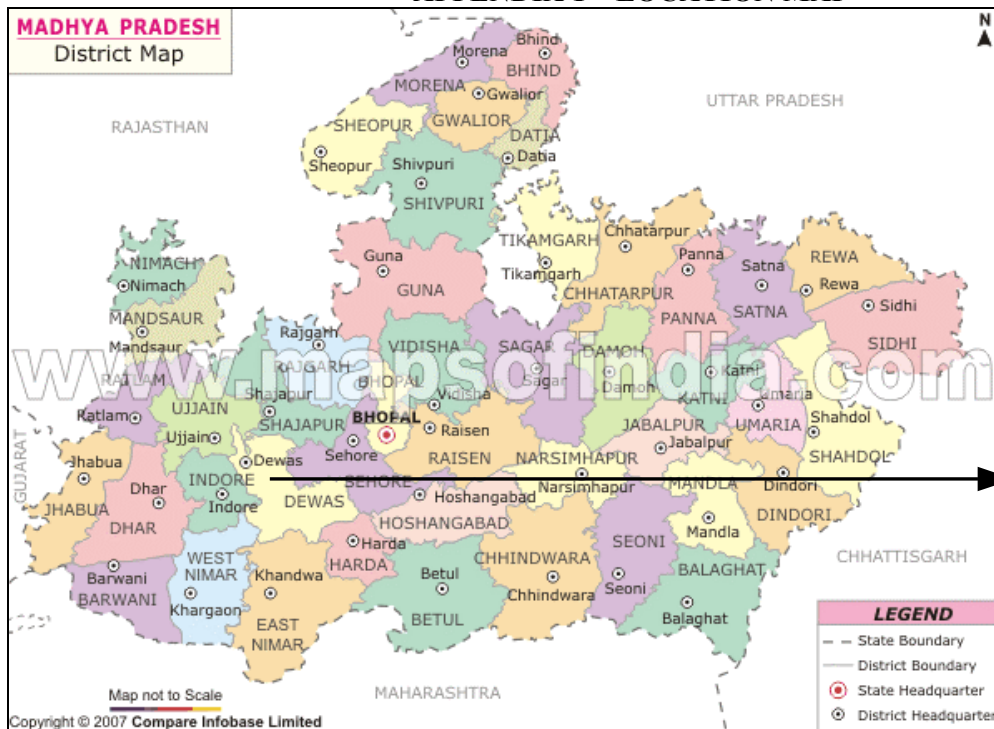 MADHYA PRADESH
District Map
N
RAJASTHAN
UTTAR PRADESH
GUJARAT
CHHATTISGARH
MAHARASHTRA
Morena
MORENA
Bhind
BHIND
Gwalior
GWALIOR
SHEOPUR
Sheopur
DATIA
Datia
Shivpuri
SHIVPURI
TIKAMGARH
Tikamgarh
Chhatarpur
CHHATARPUR
Panna
PANNA
Satna
SATNA
REWA
Rewa
Sidhi
SIDHI
Guna
GUNA
NIMACH
Nimach
MANDSAUR
Mandsaur
www.mapsofindia.com
RATLAM
Ratlam
Rajgarh
RAJGARH
VIDISHA
Vidisha
SAGAR
Sagar
DAMOH
Damoh
Katni
KATNI
Umaria
UMARIA
Shahdol
SHAHDOL
UJJAIN
Ujjain
Shajapur
SHAJAPUR
BHOPAL
BHOPAL
Sehore
SEHORE
Raisen
RAISEN
JABALPUR
Jabalpur
NARSIMHAPUR
Narsimhapur
MANDLA
Mandla
Dindori
DINDORI
Jhabua
JHABUA
Dhar
DHAR
INDORE
Indore
Dewas
DEWAS
Hoshangabad
HOSHANGABAD
Harda
HARDA
Barwani
BARWANI
WEST
NIMAR
Khargaon
Khandwa
EAST
NIMAR
Betul
BETUL
CHHINDWARA
Chhindwara
SEONI
Seoni
BALAGHAT
Balaghat
LEGEND
State Boundary
District Boundary
State Headquarter
District Headquarter
Map not to Scale
Copyright © 2007 Compare Infobase Limited